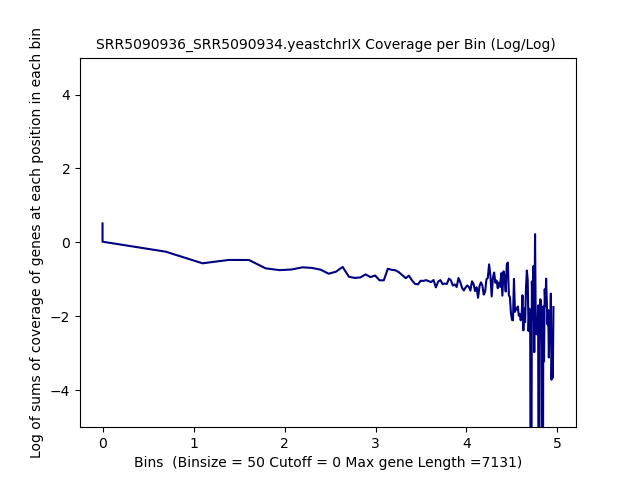 SRR5090936_SRR5090934.yeastchrIX Coverage per Bin (Log/Log)
Log of sums of coverage of genes at each position in each bin
4
2
0
−2
−4
0 1 2 3 4 5
Bins  (Binsize = 50 Cutoff = 0 Max gene Length =7131)